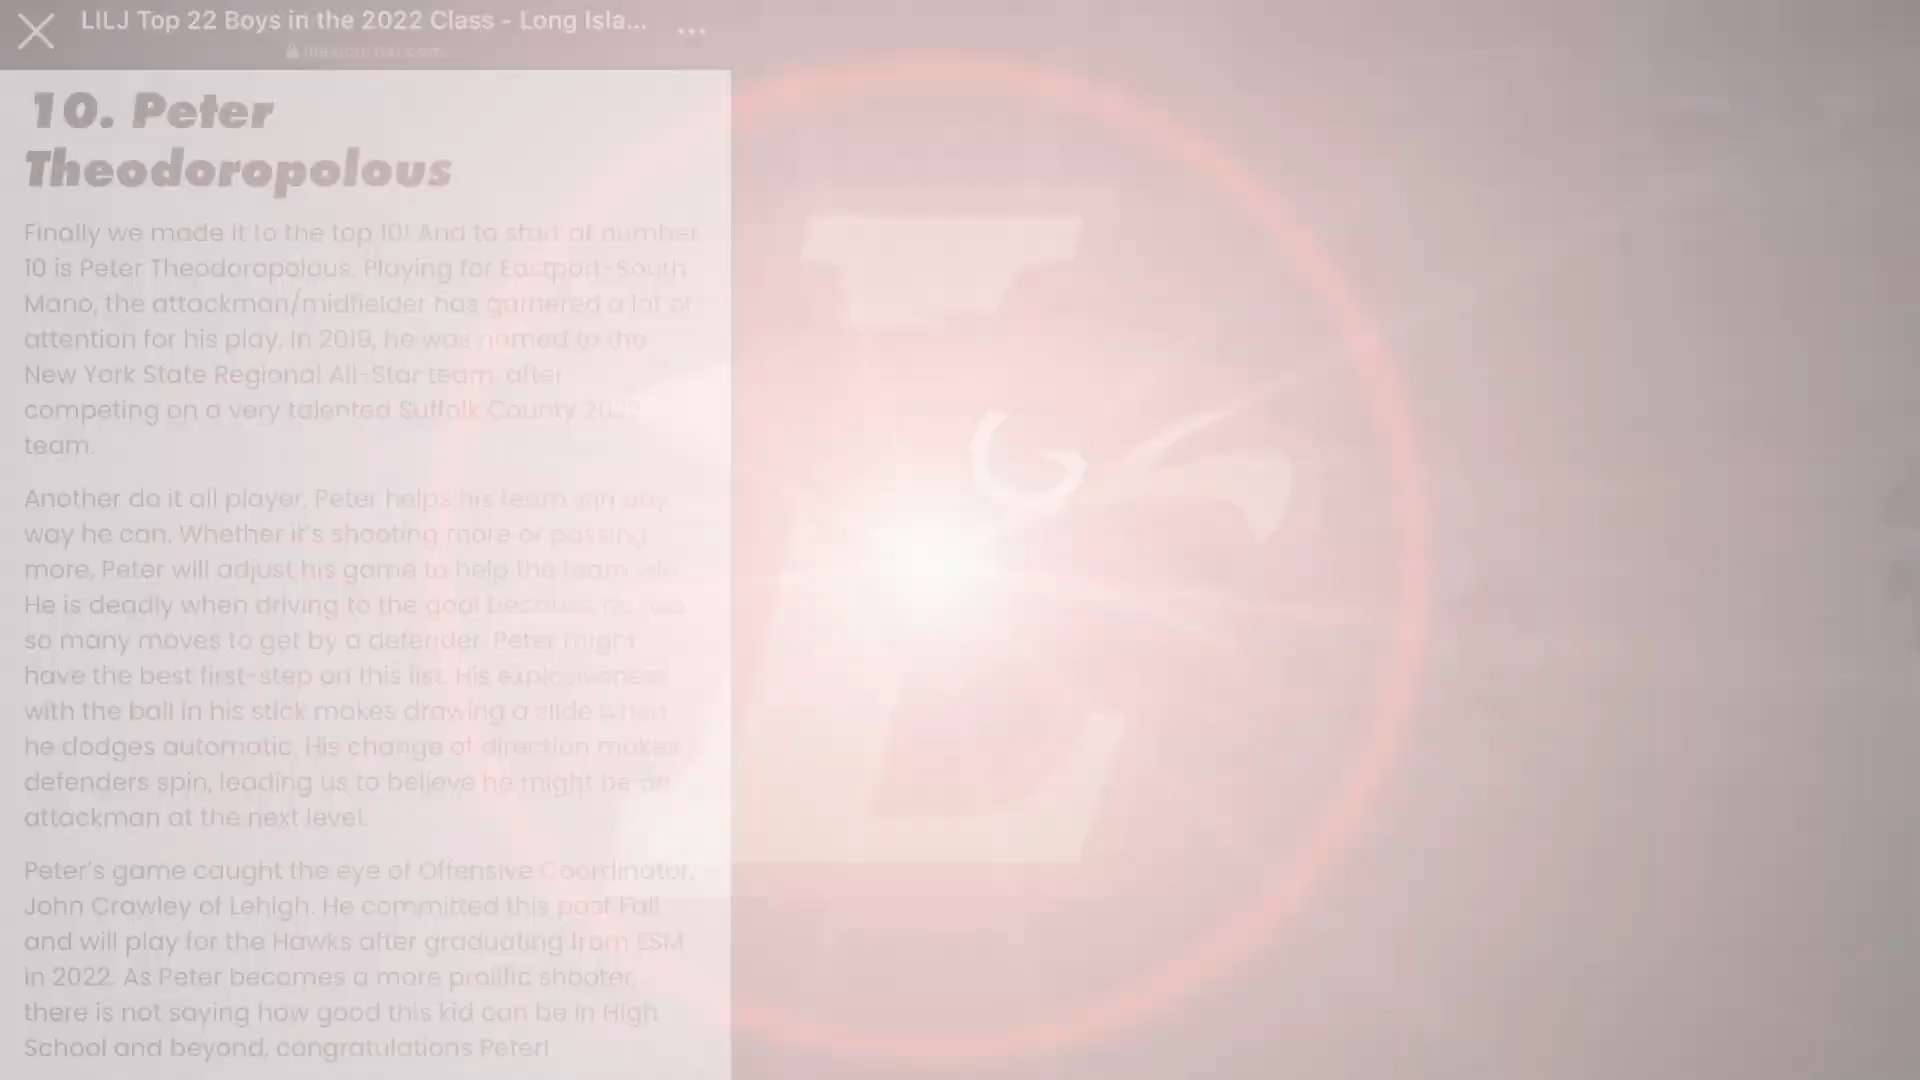 LILJ Top 22 Boys in the 2022 Class - Long Isla...
10. Peter
Theodoropolous
Finally we made it to the top 10! And to start at number
10 is Peter Theodoropolous. Playing for Eastport-South
Mano, the attackman/midfielder has garnered a lot of
attention for his play. In 2019, he was named to the
New York State Regional All-Star team, after
competing on a very talented Suffolk County 2022
team.
Another do it all player, Peter helps his team win any
way he can. Whether it's shooting more or passing
more, Peter will adjust his game to help the team win.
He is deadly when driving to the goal because he has
so many moves to get by a defender. Peter might
have the best first-step on this list. His explosiveness
with the ball in his stick makes drawing a slide when
he dodges automatic. His change of direction makes
defenders spin, leading us to believe he might be an
attackman at the next level.
Peter's game caught the eye of Offensive Coordinator,
John Crawley of Lehigh. He committed this past Fall
and will play for the Hawks after graduating from ESM
in 2022. As Peter becomes a more prolific shooter,
there is not saying how good this kid can be in High
School and beyond, congratulations Peter!